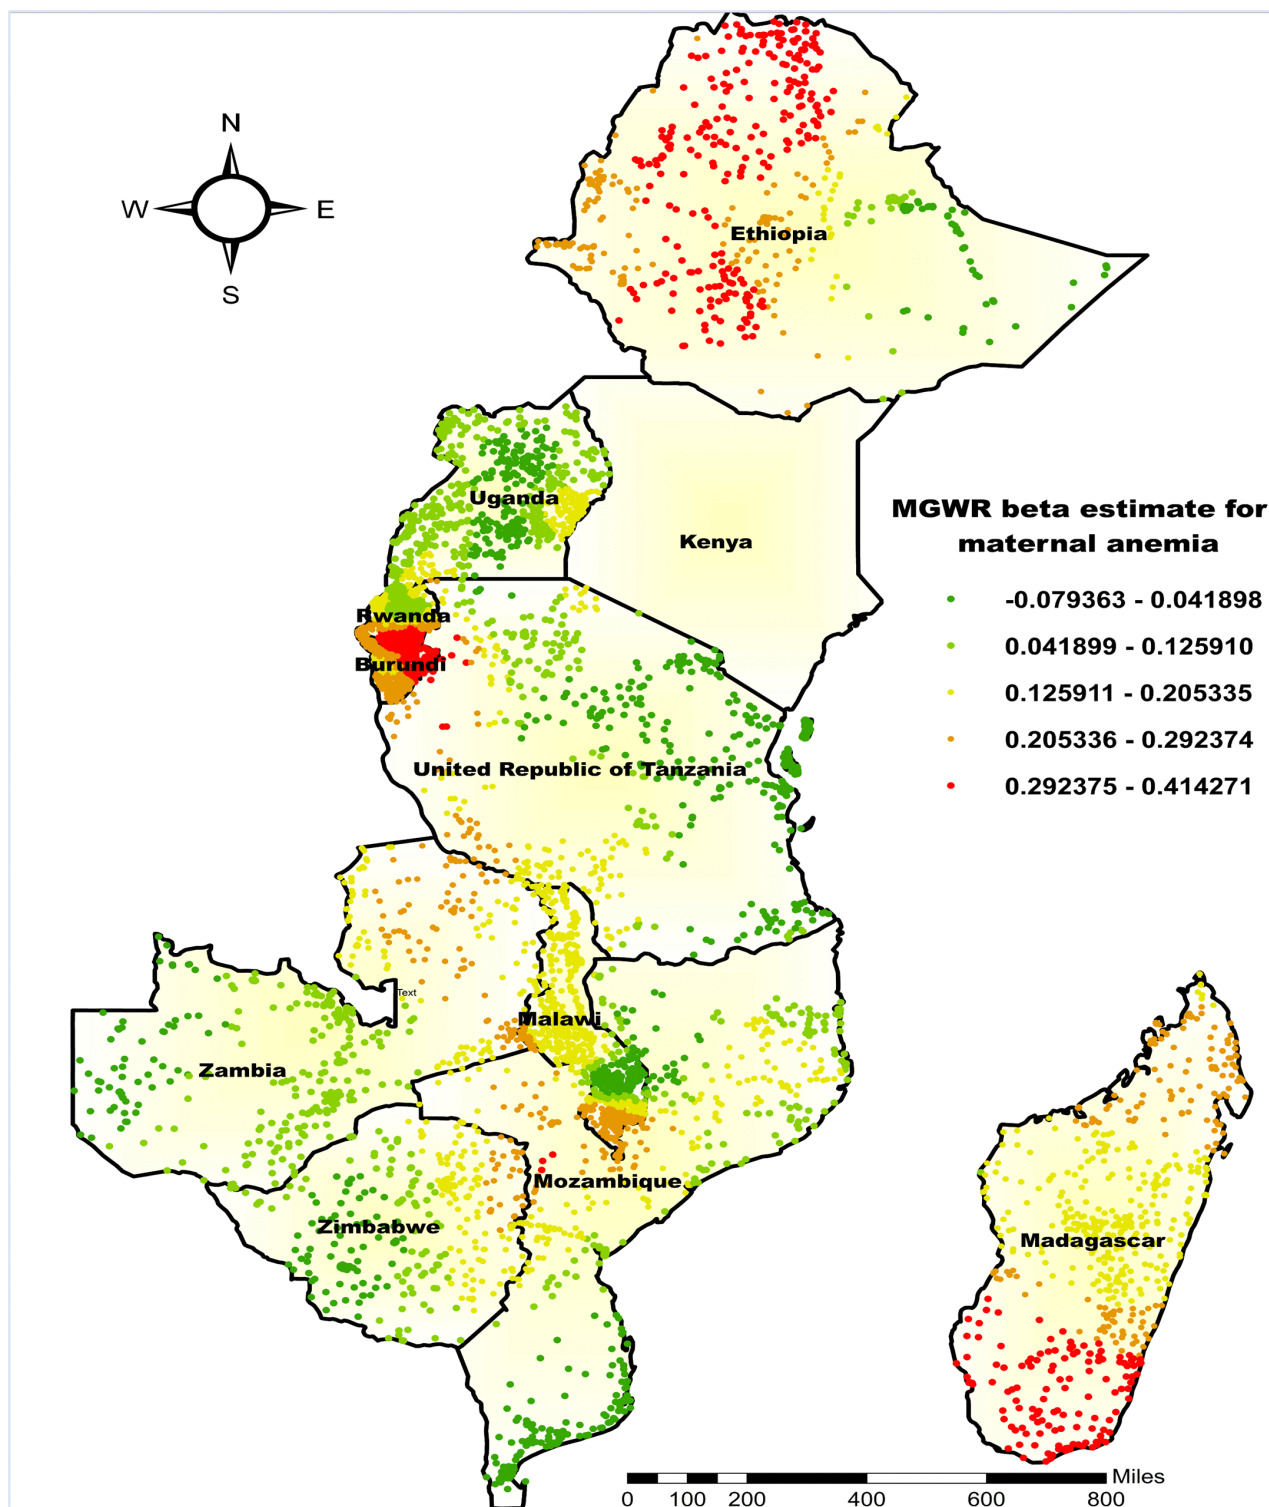 N
W E
S
Ethiopia
Uganda
Kenya
MGWR beta estimate for
maternal anemia
-0.079363 - 0.041898
0.041899 - 0.125910
0.125911 - 0.205335
0.205336 - 0.292374
0.292375 - 0.414271
Rwanda
Burundi
United Republic of Tanzania
Text
Malawi
Zambia
Mozambique
Zimbabwe
Madagascar
Miles
0 100 200 400 600 800